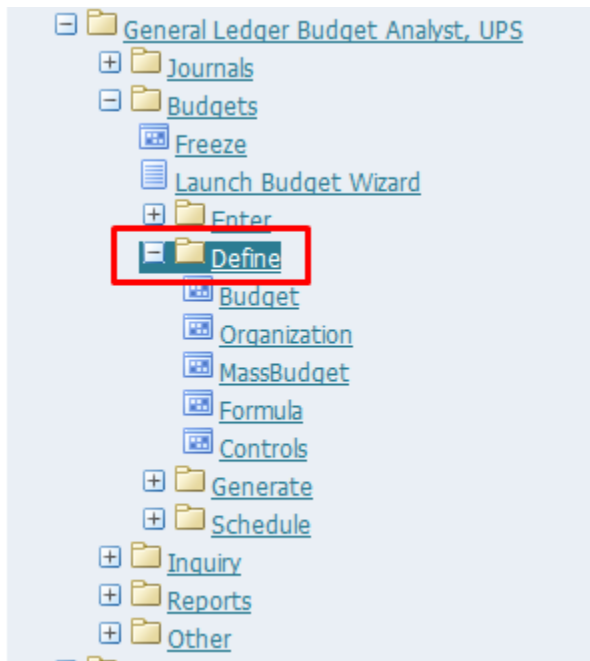 General Ledger Budget Analyst, UPS
Journals
Budgets
Freeze
Launch Budget Wizard
Enter
Define
Budget
Organization
MassBudget
Formula
Controls
Generate
Schedule
Inquiry
Reports
Other